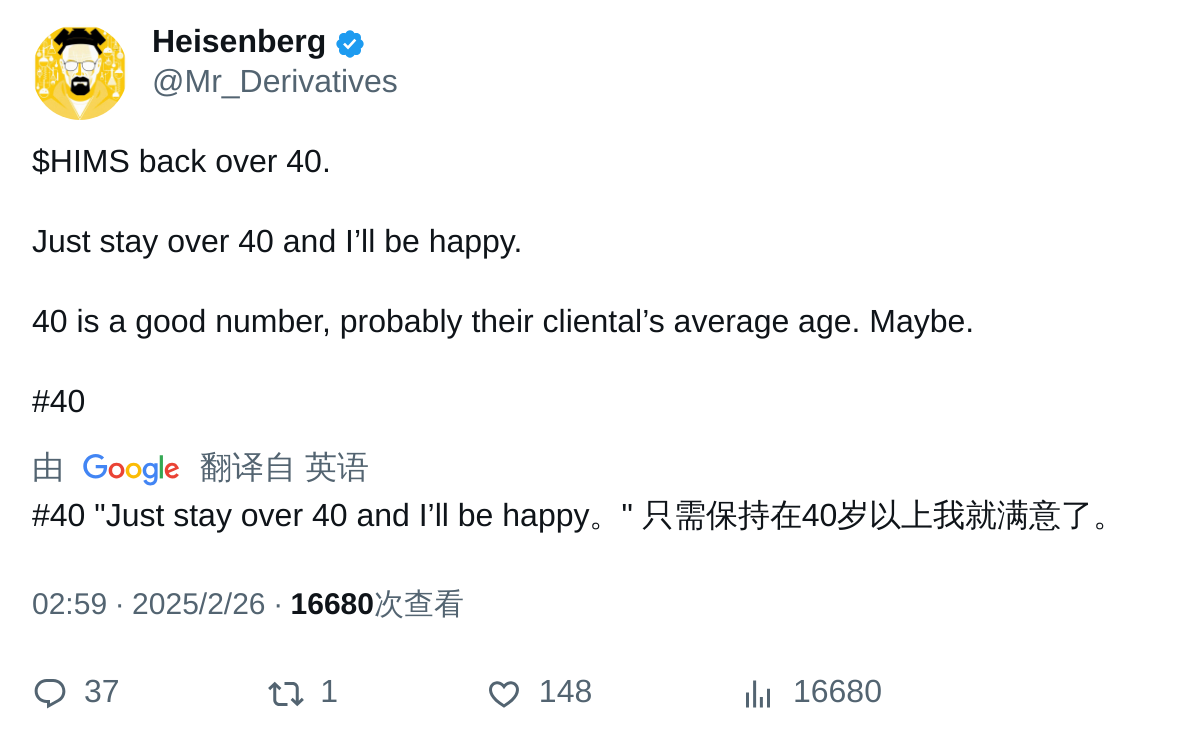 Heisenberg
@Mr_Derivatives
$HIMS back over 40.
Just stay over 40 and I’ll be happy.
40 is a good number, probably their cliental’s average age. Maybe.
#40
由 Google 翻译自 英语
#40 "Just stay over 40 and I’ll be happy。" 只需保持在40岁以上我就满意了。
02:59 · 2025/2/26 · 16680次查看
37 1 148 16680